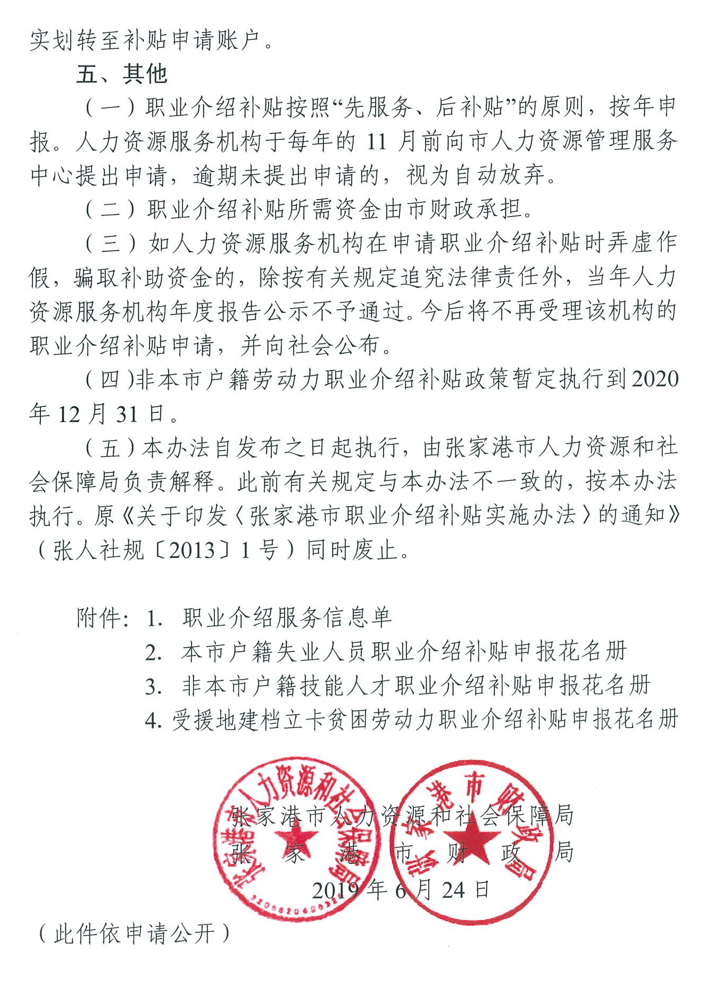 实划转至补贴申请账户。
五、其他
（一）职业介绍补贴按照“先服务、后补贴”的原则，按年申
报。人力资源服务机构于每年的 11 月前向市人力资源管理服务
中心提出申请，逾期未提出申请的，视为自动放弃。
（二）职业介绍补贴所需资金由市财政承担。
（三）如人力资源服务机构在申请职业介绍补贴时弄虚作
假，骗取补助资金的，除按有关规定追究法律责任外，当年人力
资源服务机构年度报告公示不予通过。今后将不再受理该机构的
职业介绍补贴申请，并向社会公布。
（四)非本市户籍劳动力职业介绍补贴政策暂定执行到2020
年 12 月 31 日。
（五）本办法自发布之日起执行，由张家港市人力资源和社
会保障局负责解释。此前有关规定与本办法不一致的，按本办法
执行。原《关于印发〈张家港市职业介绍补贴实施办法〉的通知》
（张人社规〔2013〕1 号）同时废止。
附件：1. 职业介绍服务信息单
2. 本市户籍失业人员职业介绍补贴申报花名册
3. 非本市户籍技能人才职业介绍补贴申报花名册
4. 受援地建档立卡贫困劳动力职业介绍补贴申报花名册
张家港市人力资源和社会保障局
张家港市财政局
张家港市人力资源和社会保障局
张家港市财政局
2019 年 6 月 24 日
（此件依申请公开）